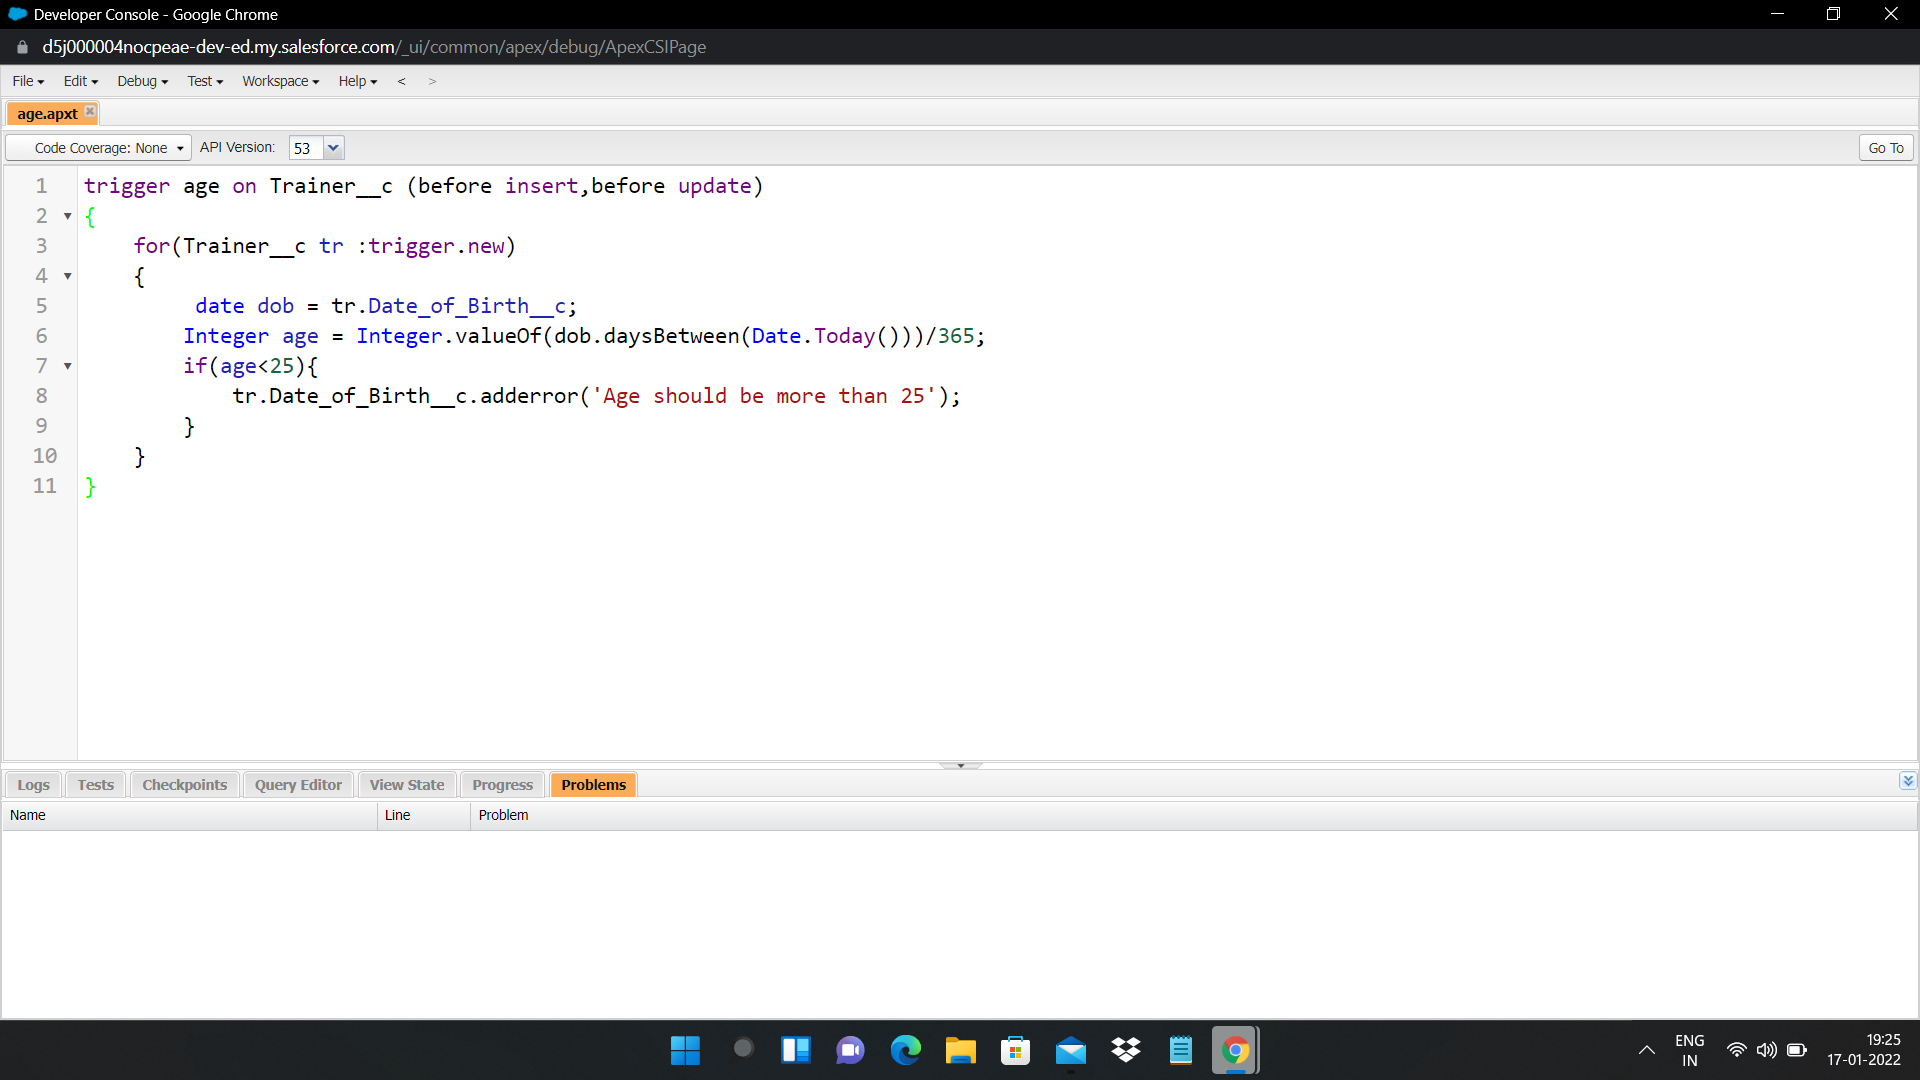 Developer Console - Google Chrome
d5j000004nocpeae-dev-ed.my.salesforce.com/_ui/common/apex/debug/ApexCSIPage
File Edit Debug Test Workspace Help < >
age.apxt
Code Coverage: None API Version: 53 Go To
1 trigger age on Trainer__c (before insert,before update)
2 {
3 for(Trainer__c tr :trigger.new)
4 {
5 date dob = tr.Date_of_Birth__c;
6 Integer age = Integer.valueOf(dob.daysBetween(Date.Today()))/365;
7 if(age<25){
8 tr.Date_of_Birth__c.adderror('Age should be more than 25');
9 }
10 }
11 }
Logs Tests Checkpoints Query Editor View State Progress Problems
Name Line Problem
ENG 19:25
IN 17-01-2022